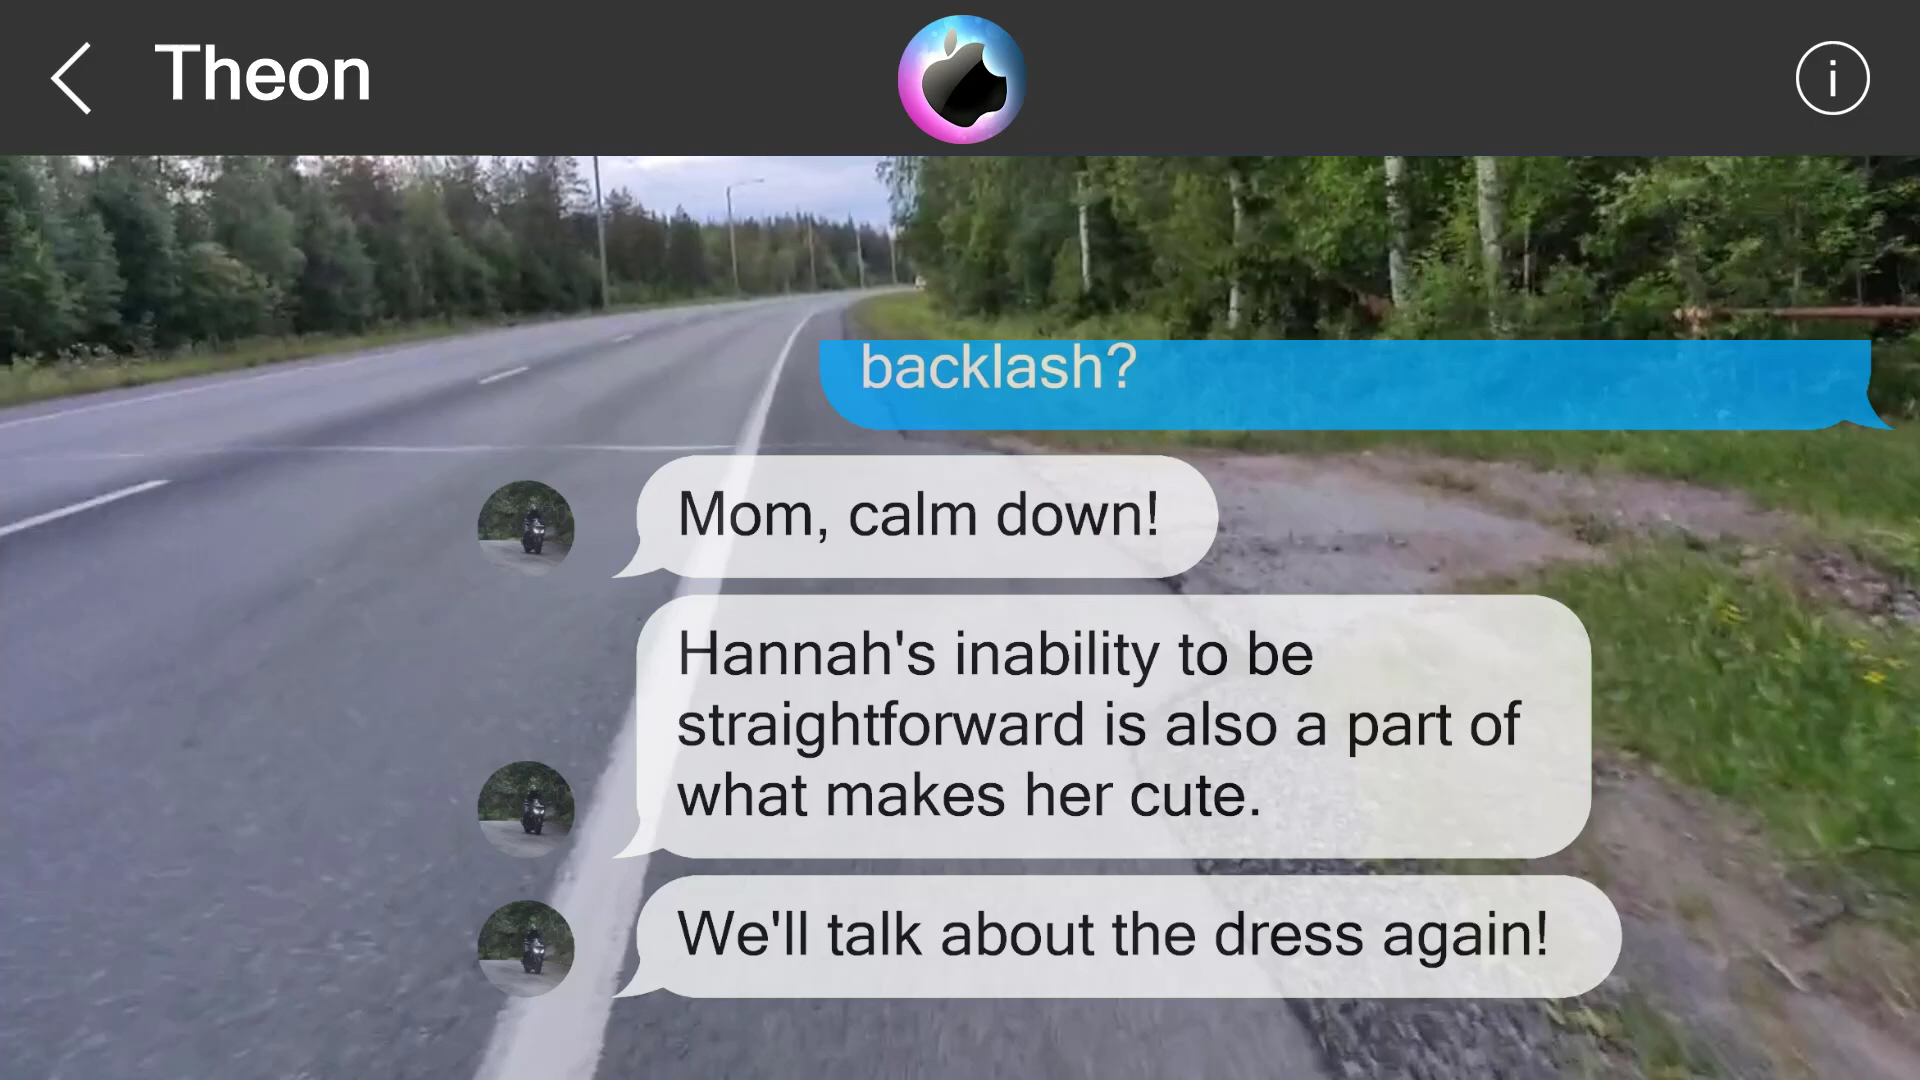 Theon
i
backlash?
Mom, calm down!
Hannah's inability to be
straightforward is also a part of
what makes her cute.
We'll talk about the dress again!